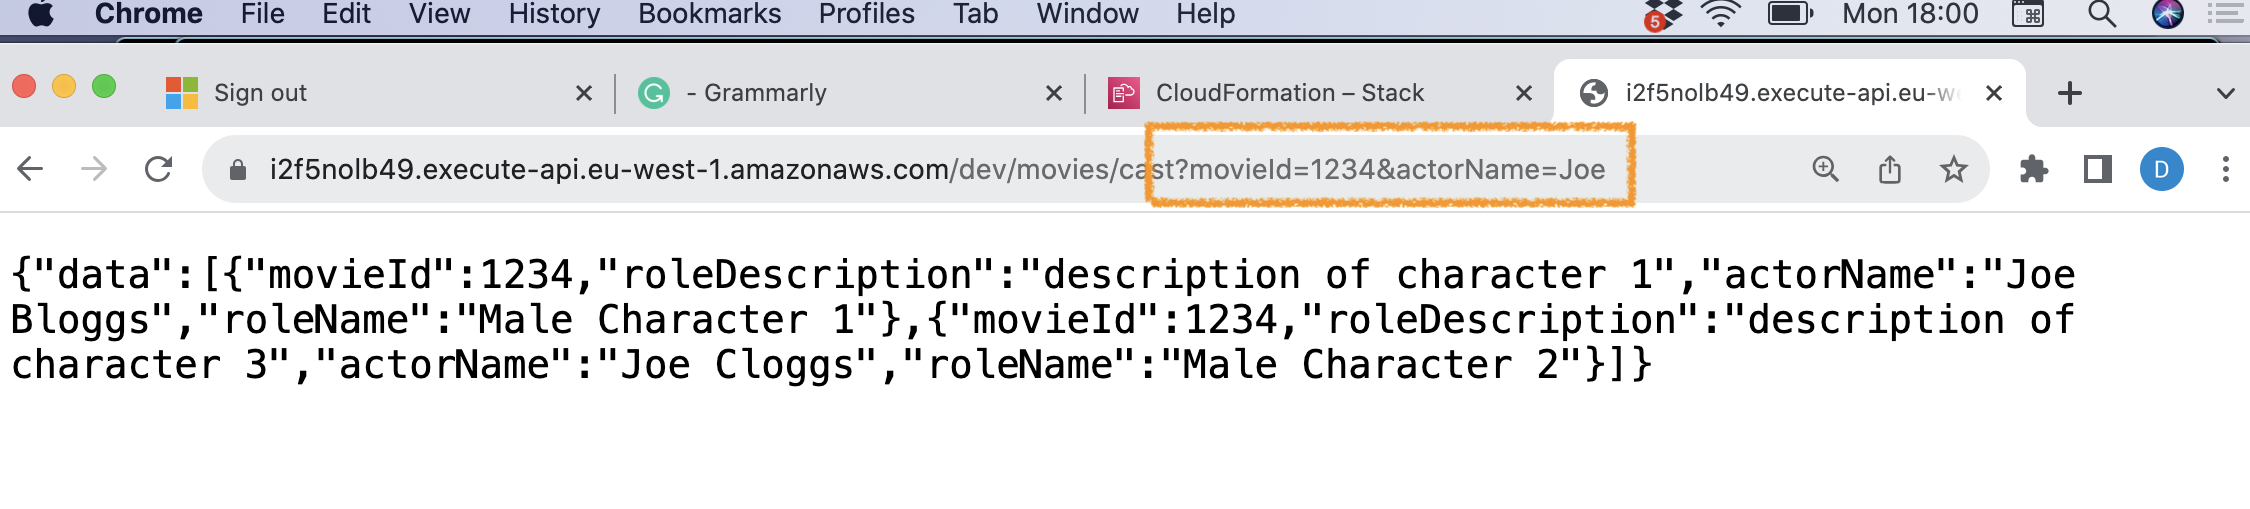 Chrome File Edit View History Bookmarks Profiles Tab Window Help 5 Mon 18:00
Sign out - Grammarly CloudFormation – Stack i2f5nolb49.execute-api.eu-w
i2f5nolb49.execute-api.eu-west-1.amazonaws.com/dev/movies/cast?movieId=1234&actorName=Joe D
{"data":[{"movieId":1234,"roleDescription":"description of character 1","actorName":"Joe
Bloggs","roleName":"Male Character 1"},{"movieId":1234,"roleDescription":"description of
character 3","actorName":"Joe Cloggs","roleName":"Male Character 2"}]}